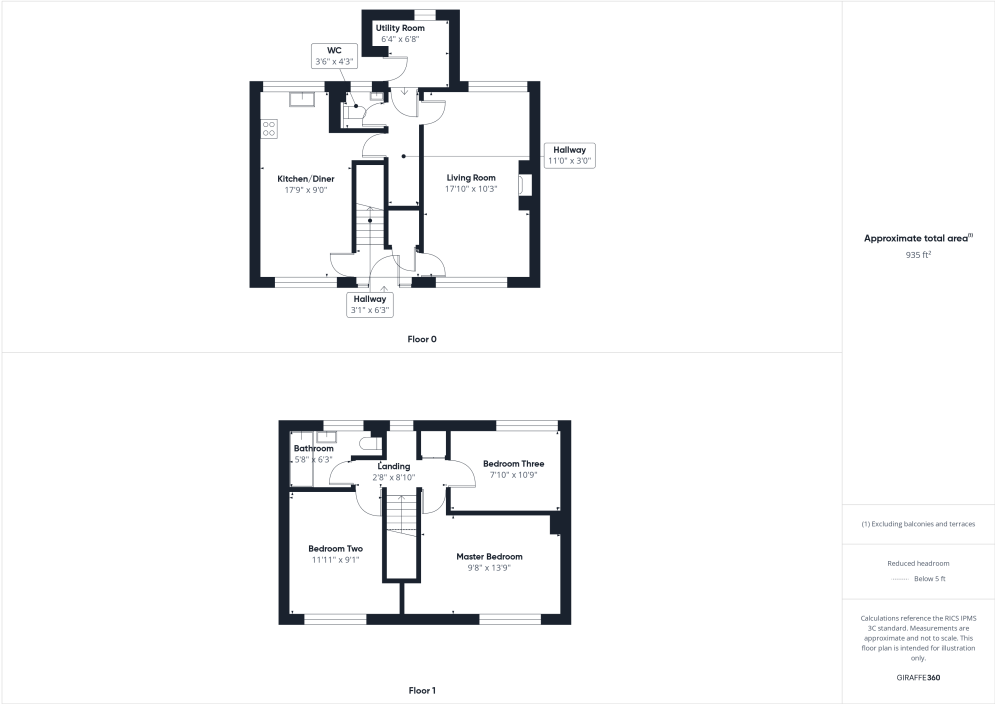 Utility Room
6'4" x 6'8"
WC
3'6" x 4'3"
Hallway
11'0" x 3'0"
Kitchen/Diner
17'9" x 9'0"
Living Room
17'10" x 10'3"
Hallway
3'1" x 6'3"
Floor 0
Bathroom
5'8" x 6'3"
Landing
2'8" x 8'10"
Bedroom Three
7'10" x 10'9"
Bedroom Two
11'11" x 9'1"
Master Bedroom
9'8" x 13'9"
Floor 1
Approximate total area(1)
935 ft²
(1) Excluding balconies and terraces
Reduced headroom
Below 5 ft
Calculations reference the RICS IPMS
3C standard. Measurements are
approximate and not to scale. This
floor plan is intended for illustration
only.
GIRAFFE360